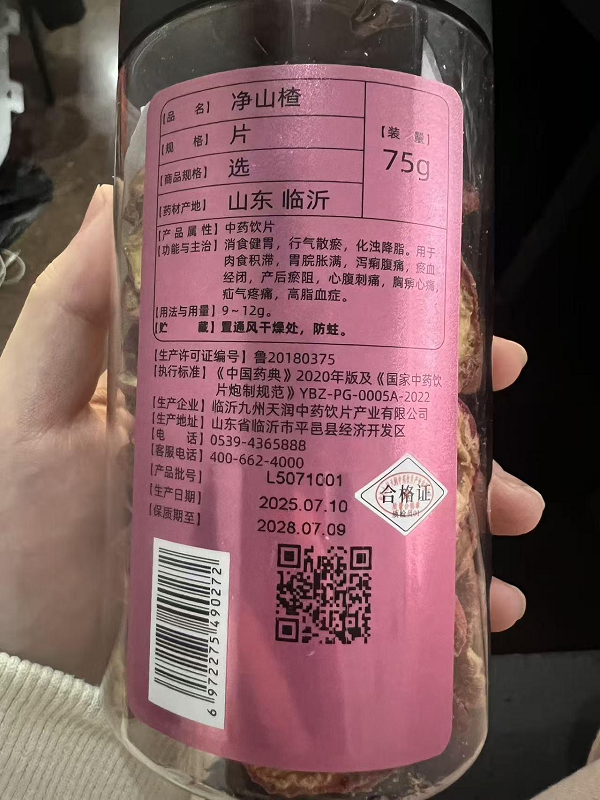 【品 名】 净山楂
【规 格】 片
【商品规格】 选
【药材产地】 山东 临沂
【装 量】
75g
【产品属性】中药饮片
【功能与主治】消食健胃，行气散瘀，化浊降脂。用于
肉食积滞，胃脘胀满，泻痢腹痛，瘀血
经闭，产后瘀阻，心腹刺痛，胸痹心痛，
疝气疼痛，高脂血症。
【用法与用量】9～12g。
【贮 藏】置通风干燥处，防蛀。
【生产许可证编号】鲁20180375
【执行标准】《中国药典》2020年版及《国家中药饮
片炮制规范》YBZ-PG-0005A-2022
【生产企业】临沂九州天润中药饮片产业有限公司
【生产地址】山东省临沂市平邑县经济开发区
【电 话】0539-4365888
【客服电话】400-662-4000
【产品批号】 L5071001
【生产日期】 2025.07.10
【保质期至】 2028.07.09
合格证
6 972275 490272